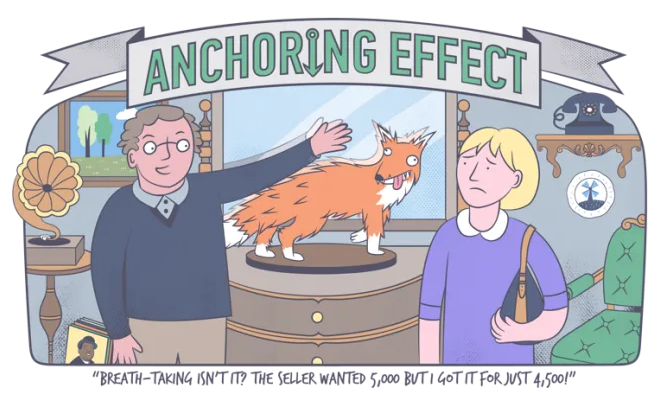 ANCHORING EFFECT
"BREATH-TAKING ISN'T IT? THE SELLER WANTED 5,000 BUT I GOT IT FOR JUST 4,500!"